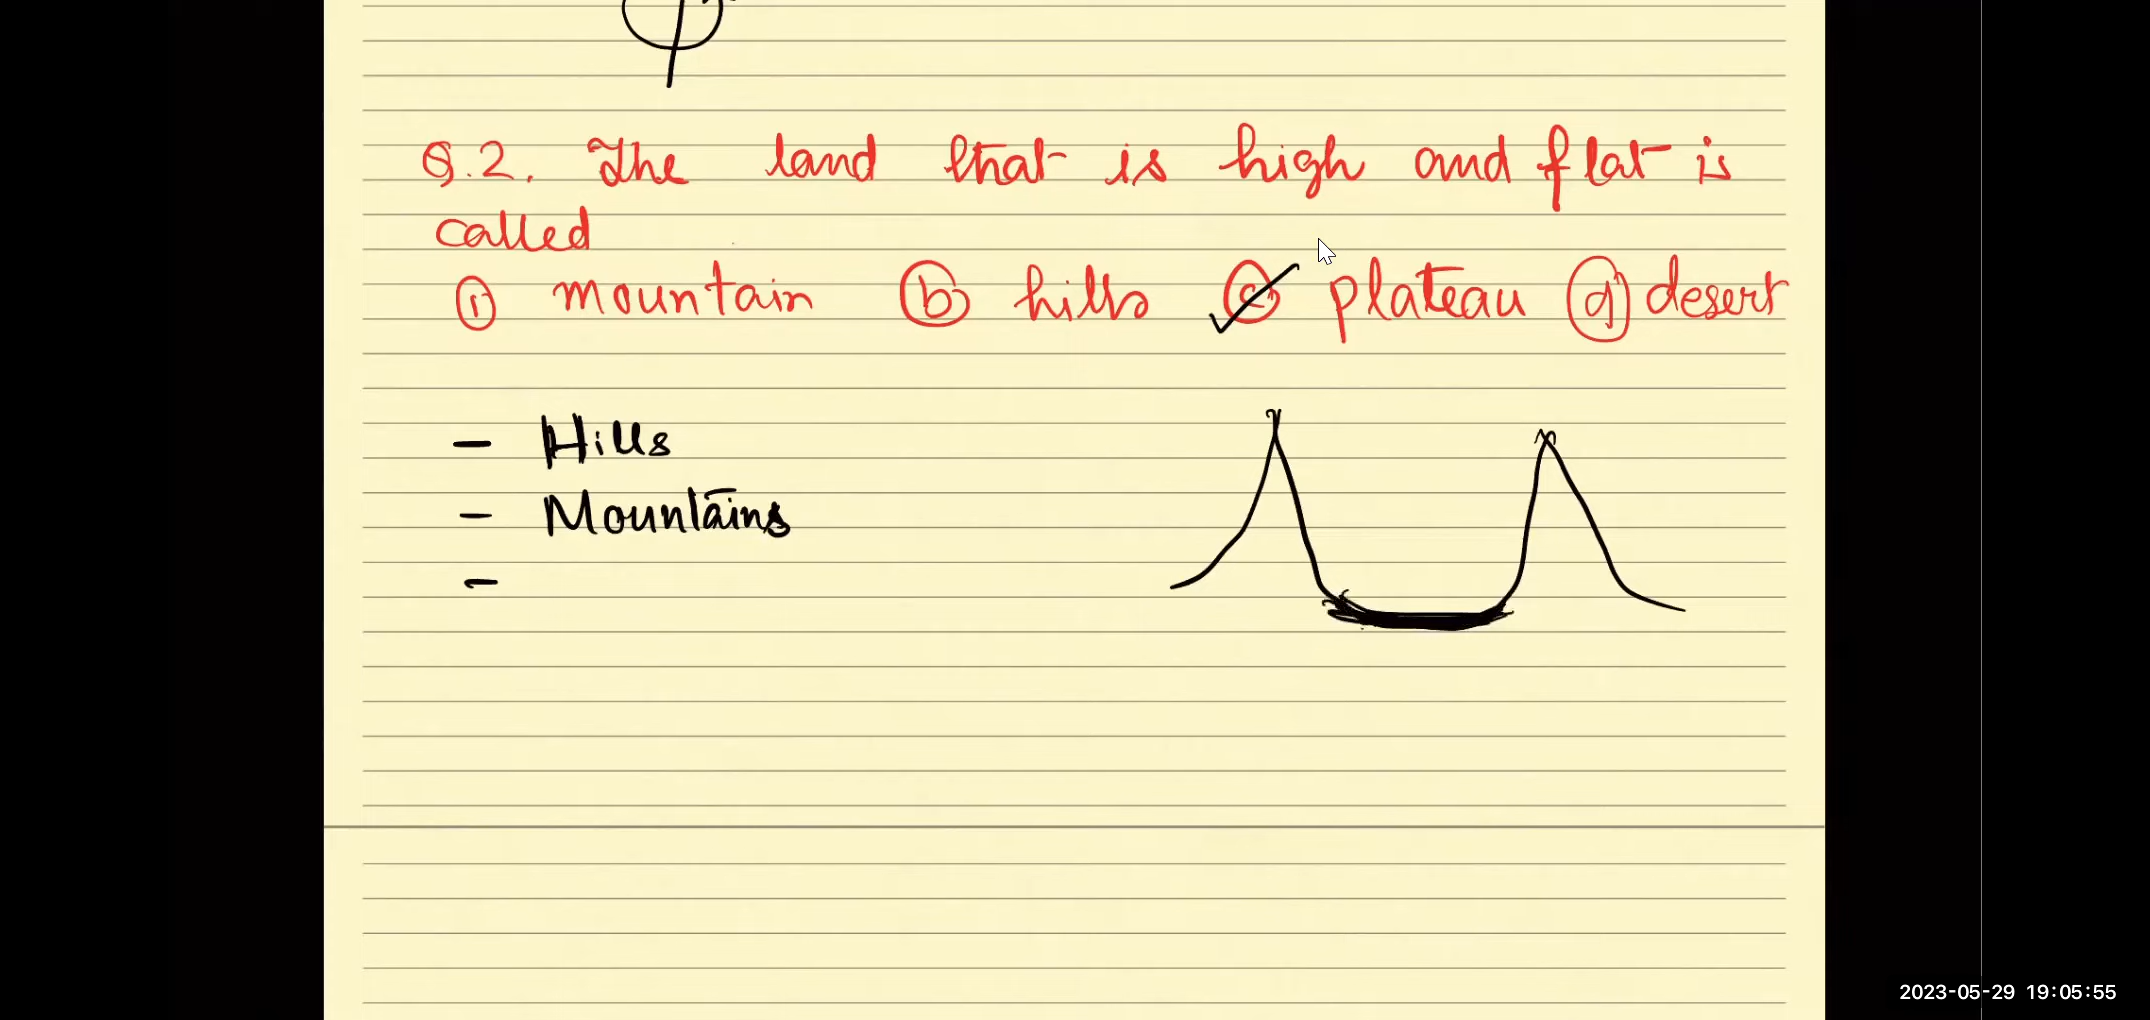 Q.2. The land that is high and flat is
called
① mountain ⓑ hills ⓒ plateau ⓓ desert
- Hills
- Mountains
-
2023-05-29 19:05:55